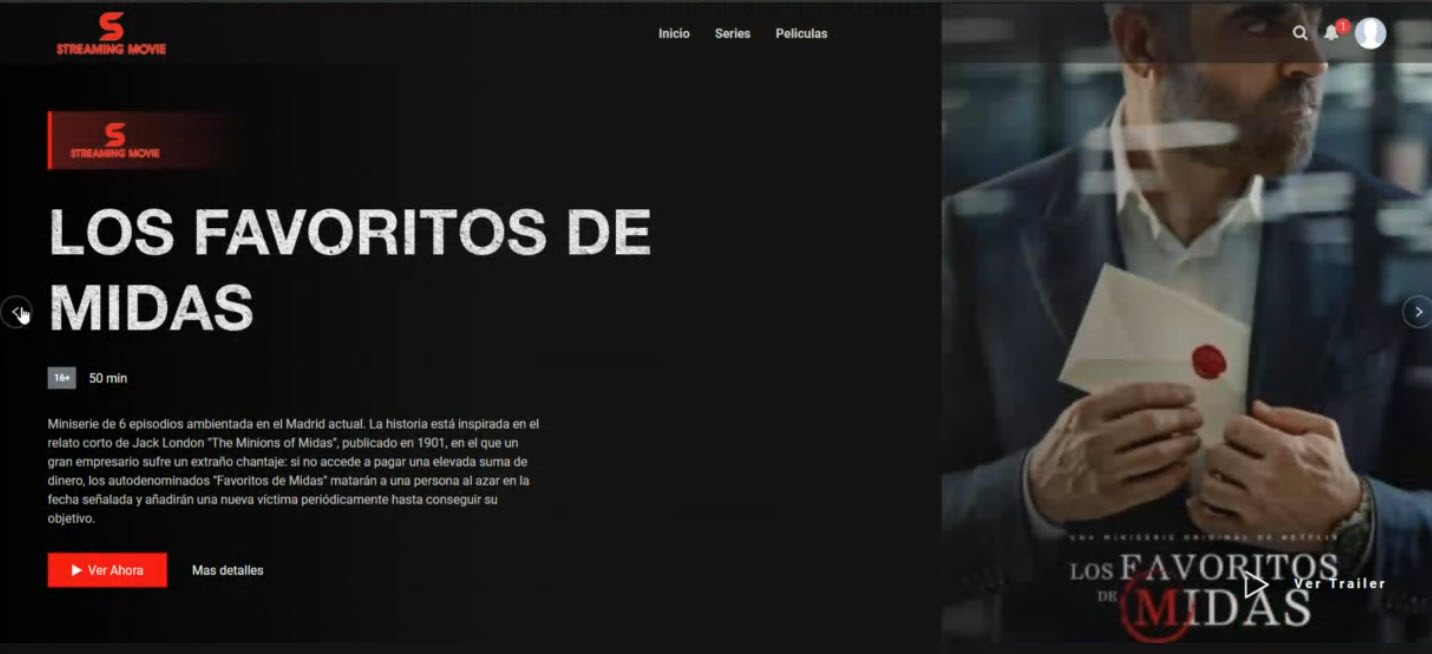 S
STREAMING MOVIE
Inicio Series Peliculas
1
S
STREAMING MOVIE
LOS FAVORITOS DE
MIDAS
16+ 50 min
Miniserie de 6 episodios ambientada en el Madrid actual. La historia está inspirada en el
relato corto de Jack London "The Minions of Midas", publicado en 1901, en el que un
gran empresario sufre un extraño chantaje: si no accede a pagar una elevada suma de
dinero, los autodenominados "Favoritos de Midas" matarán a una persona al azar en la
fecha señalada y añadirán una nueva víctima periódicamente hasta conseguir su
objetivo.
Ver Ahora Mas detalles
UNA MINISERIE ORIGINAL DE NETFLIX
LOS FAVORITOS
DE MIDAS
Ver Trailer